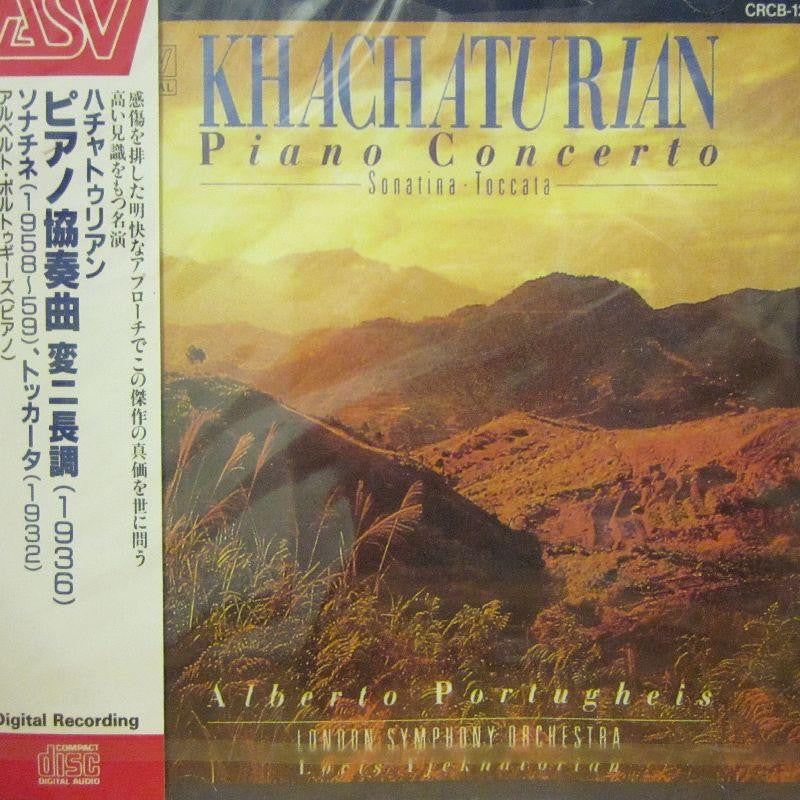 ASV
感傷を排した明快なアプローチでこの傑作の真価を世に問う
高い見識をもつ名演
ハチャトゥリアン
ピアノ協奏曲 変ニ長調(1936)
ソナチネ(1958~59)、トッカータ(1932)
アルベルト・ポルトゥギーズ(ピアノ)
Digital Recording
COMPACT
disc
DIGITAL AUDIO
CRCB-12
KHACHATURIAN
Piano Concerto
Sonatina · Toccata
Alberto Portugheis
LONDON SYMPHONY ORCHESTRA
Loris Tjeknavorian